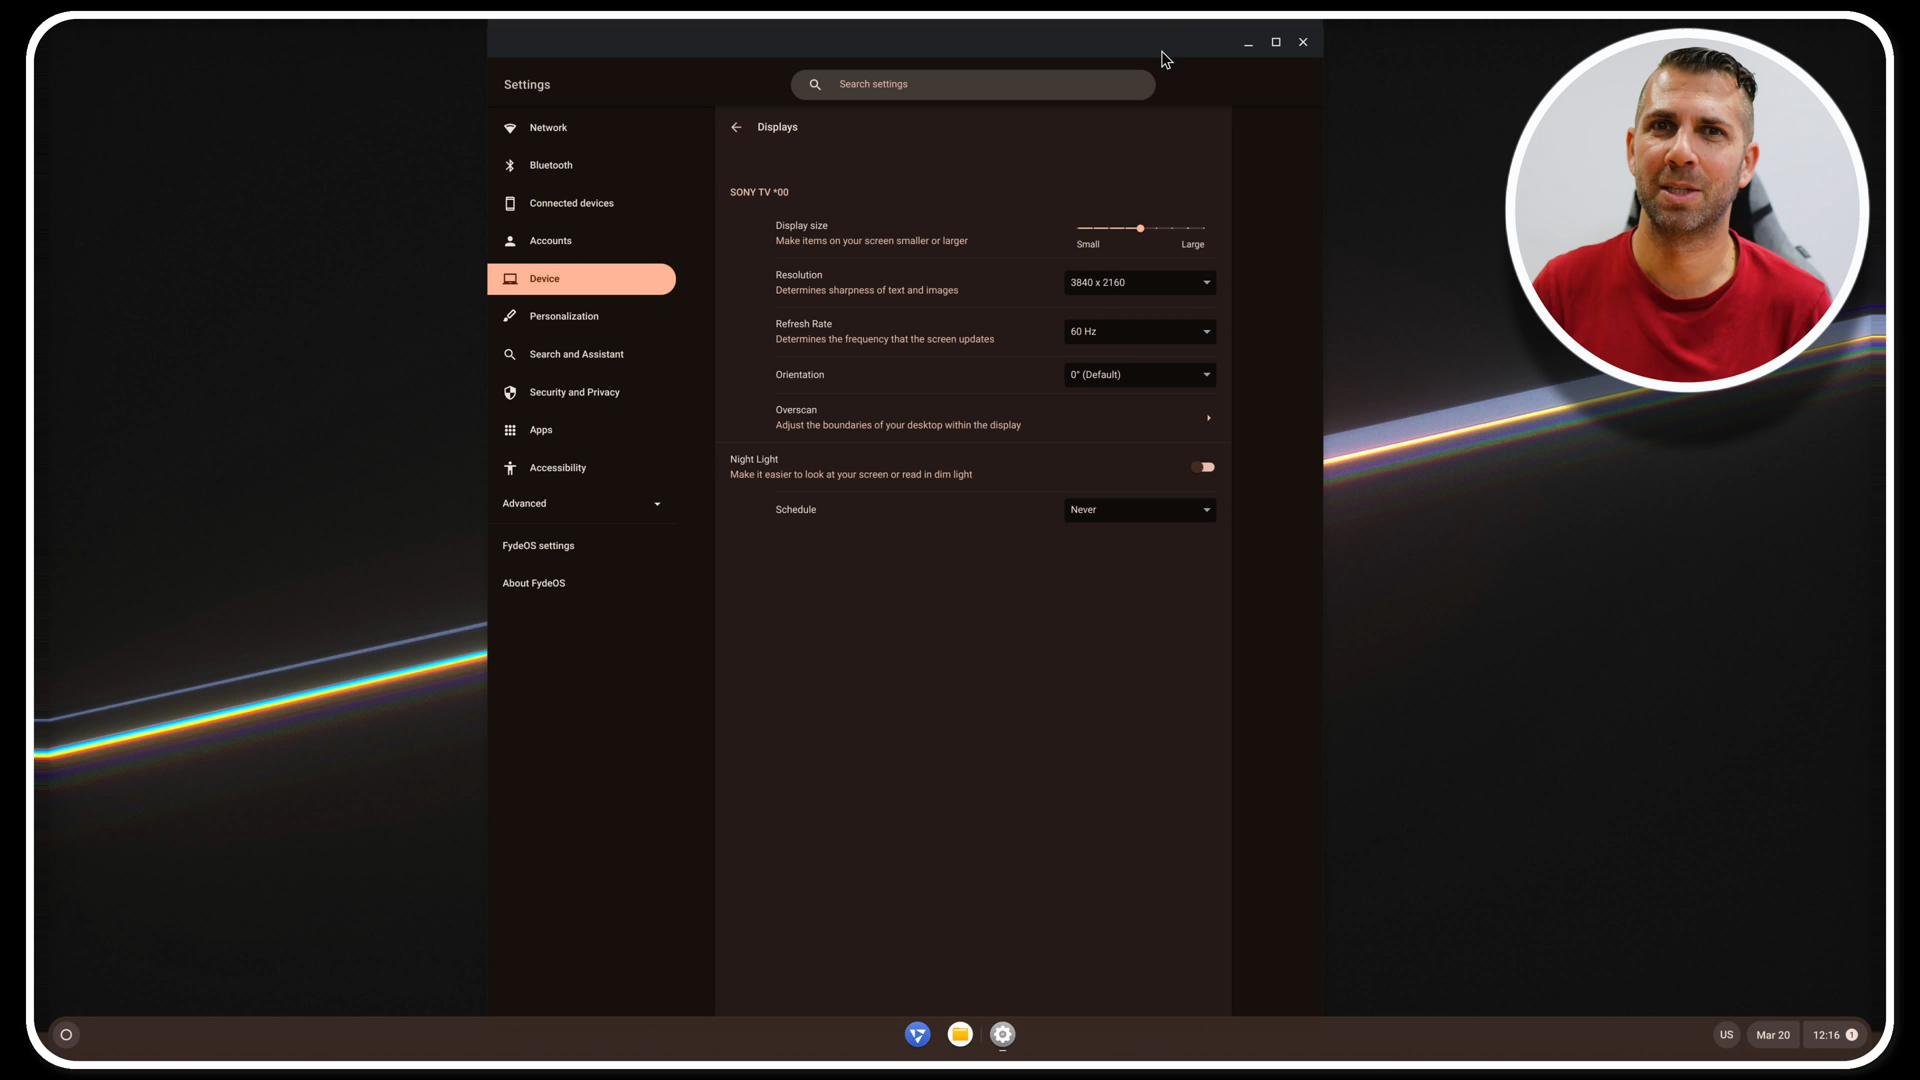 Settings
Search settings
Network
Bluetooth
Connected devices
Accounts
Device
Personalization
Search and Assistant
Security and Privacy
Apps
Accessibility
Advanced
FydeOS settings
About FydeOS
Displays
SONY TV *00
Display size
Make items on your screen smaller or larger
Small Large
Resolution
Determines sharpness of text and images
3840 x 2160
Refresh Rate
Determines the frequency that the screen updates
60 Hz
Orientation
0° (Default)
Overscan
Adjust the boundaries of your desktop within the display
Night Light
Make it easier to look at your screen or read in dim light
Schedule
Never
US
Mar 20
12:16 1